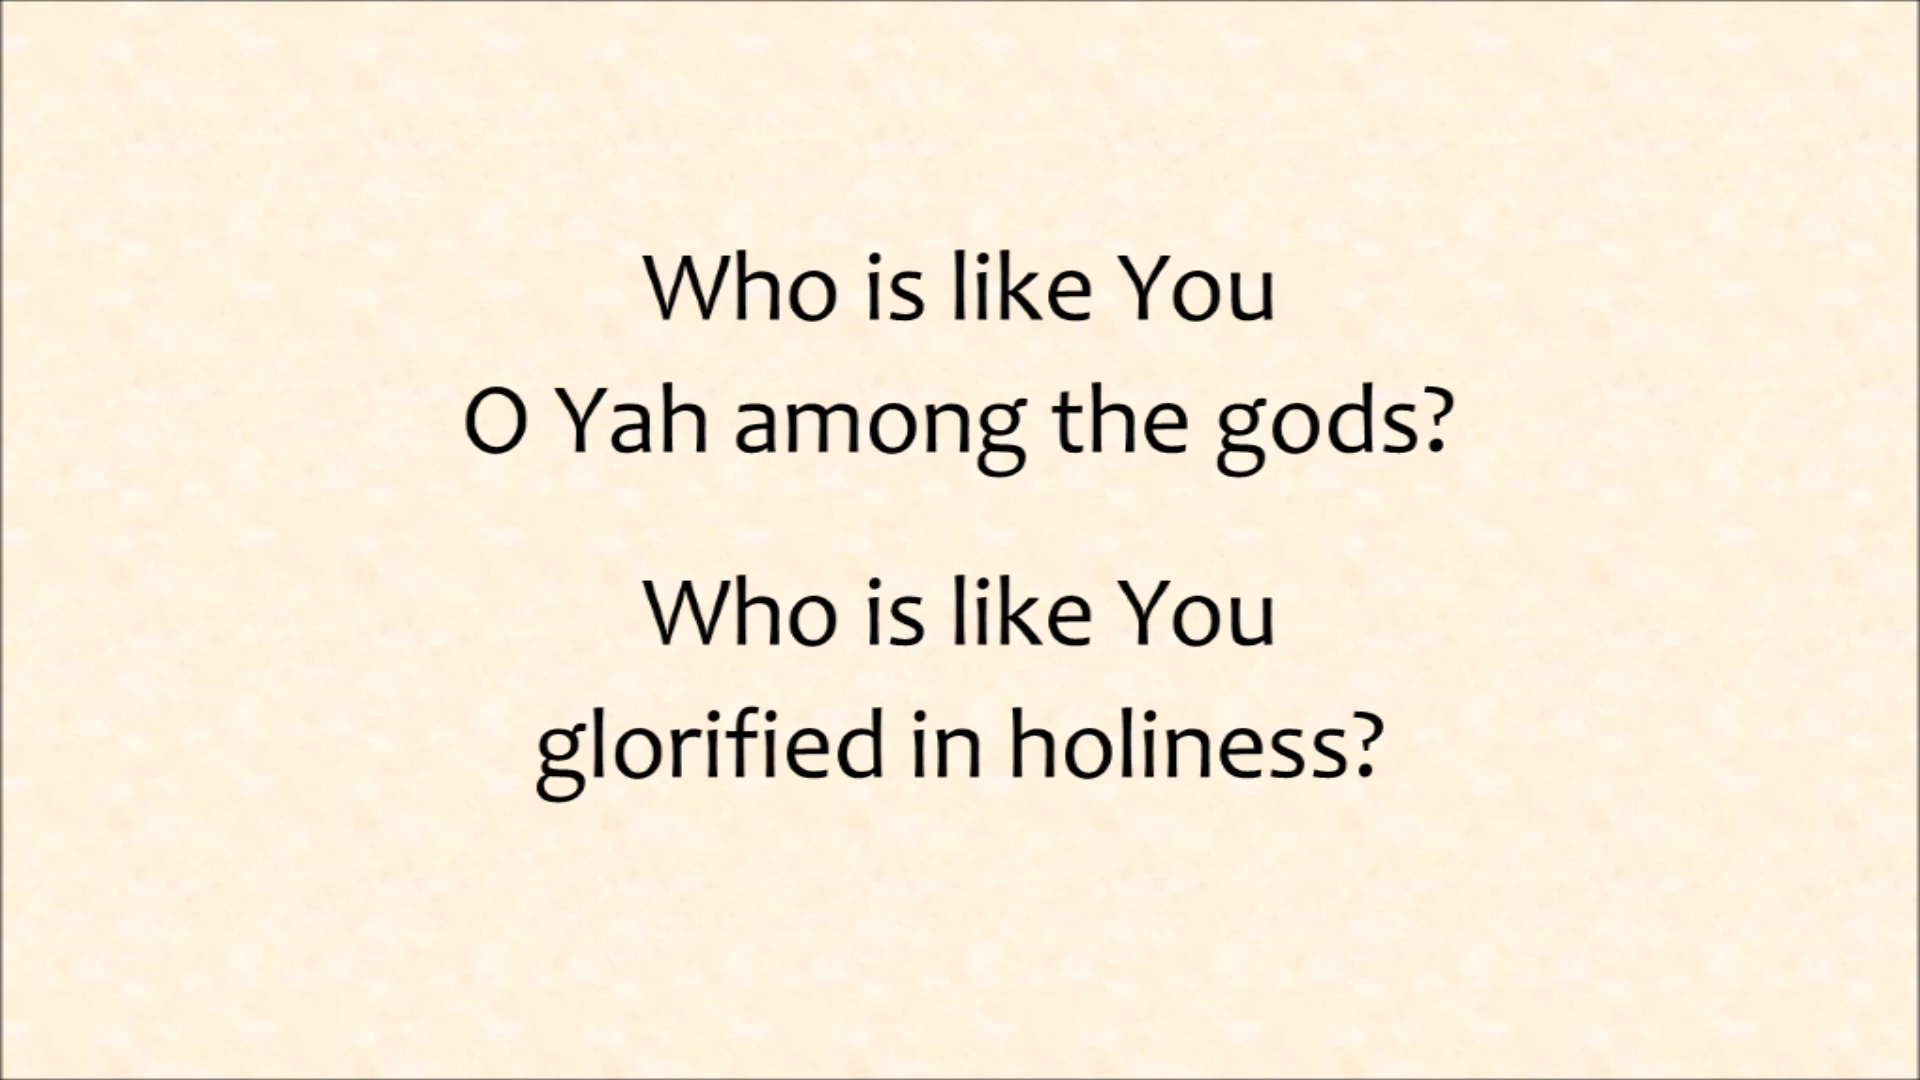 Who is like You
O Yah among the gods?
Who is like You
glorified in holiness?